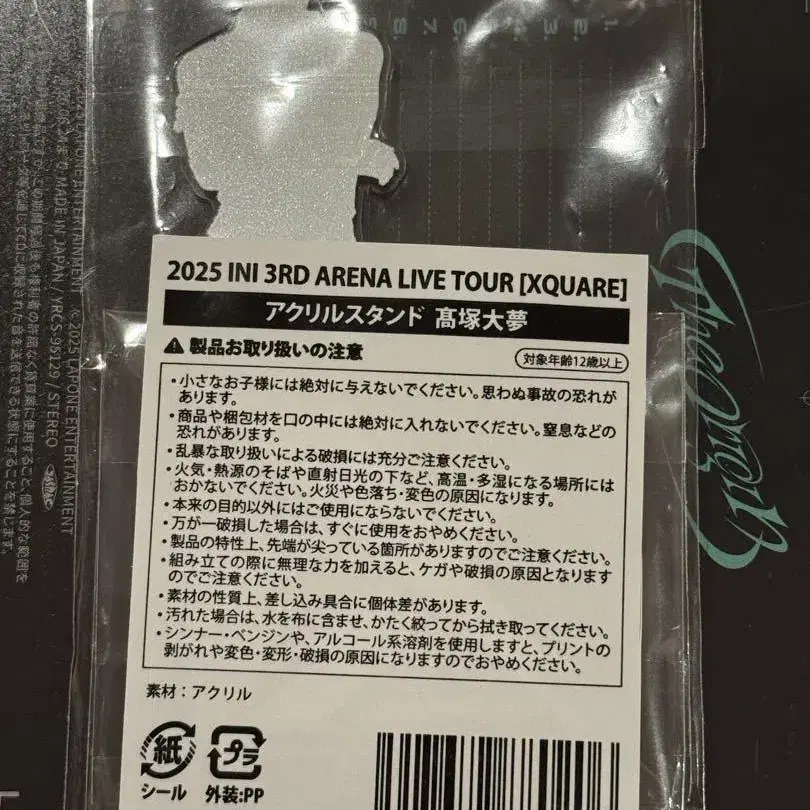 2025 INI 3RD ARENA LIVE TOUR [XQUARE]
アクリルスタンド 髙塚大夢
製品お取り扱いの注意
対象年齢12歳以上
・小さなお子様には絶対に与えないでください。思わぬ事故の恐れが
あります。
・商品や梱包材を口の中には絶対に入れないでください。窒息などの
恐れがあります。
・乱暴な取り扱いによる破損には充分ご注意ください。
・火気・熱源のそばや直射日光の下など、高温・多湿になる場所には
おかないでください。火災や色落ち・変色の原因になります。
・本来の目的以外にはご使用にならないでください。
・万が一破損した場合は、すぐに使用をおやめください。
・製品の特性上、先端が尖っている箇所がありますのでご注意ください。
・組み立ての際に無理な力を加えると、ケガや破損の原因となります
のでご注意ください。
・素材の性質上、差し込み具合に個体差があります。
・汚れた場合は、水を布に含ませ、かたく絞ってから拭き取ってください。
・シンナー・ベンジンや、アルコール系溶剤を使用しますと、プリントの
剥がれや変色・変形・破損の原因になりますのでおやめください。
素材：アクリル
紙
シール
プラ
外装:PP
The OrigIN
Ⓒ2025 LAPONE ENTERTAINMENT
MADE IN JAPAN / YRCS-95129 / STEREO